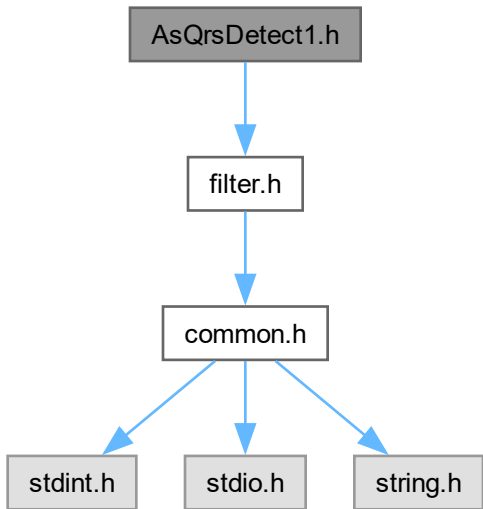 AsQrsDetect1.h
filter.h
common.h
stdint.h
stdio.h
string.h